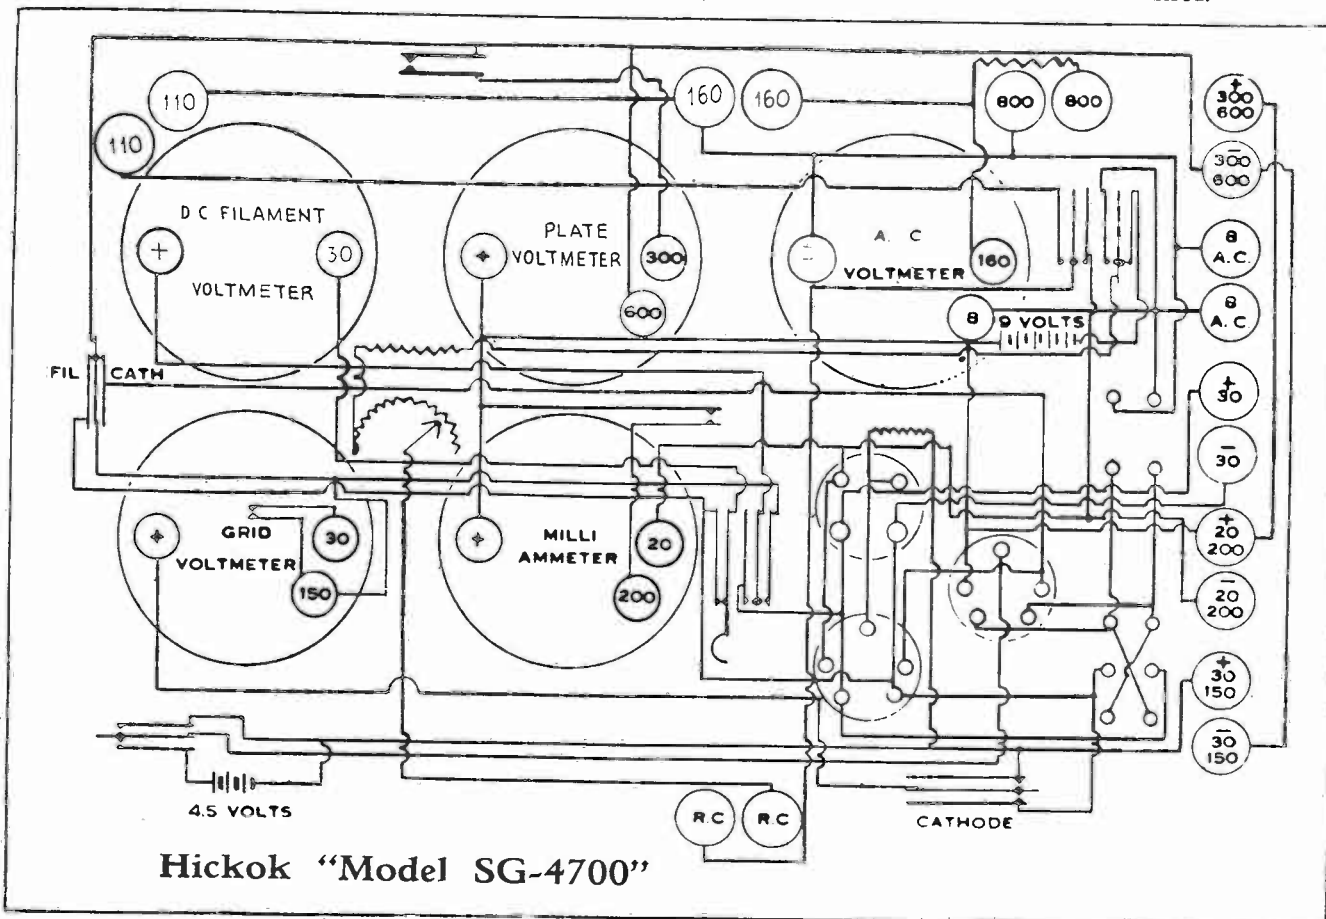 110
110
160
160
800
800
+
300
600
−
300
600
D C FILAMENT
VOLTMETER
+
30
PLATE
VOLTMETER
+
300
600
A. C
VOLTMETER
160
8
9 VOLTS
8
A.C.
8
A.C.
FIL
CATH
+
30
−
30
GRID
VOLTMETER
+
30
150
MILLI
AMMETER
+
20
200
+
20
200
−
20
200
+
30
150
−
30
150
4.5 VOLTS
R.C
R.C
CATHODE
Hickok "Model SG-4700"